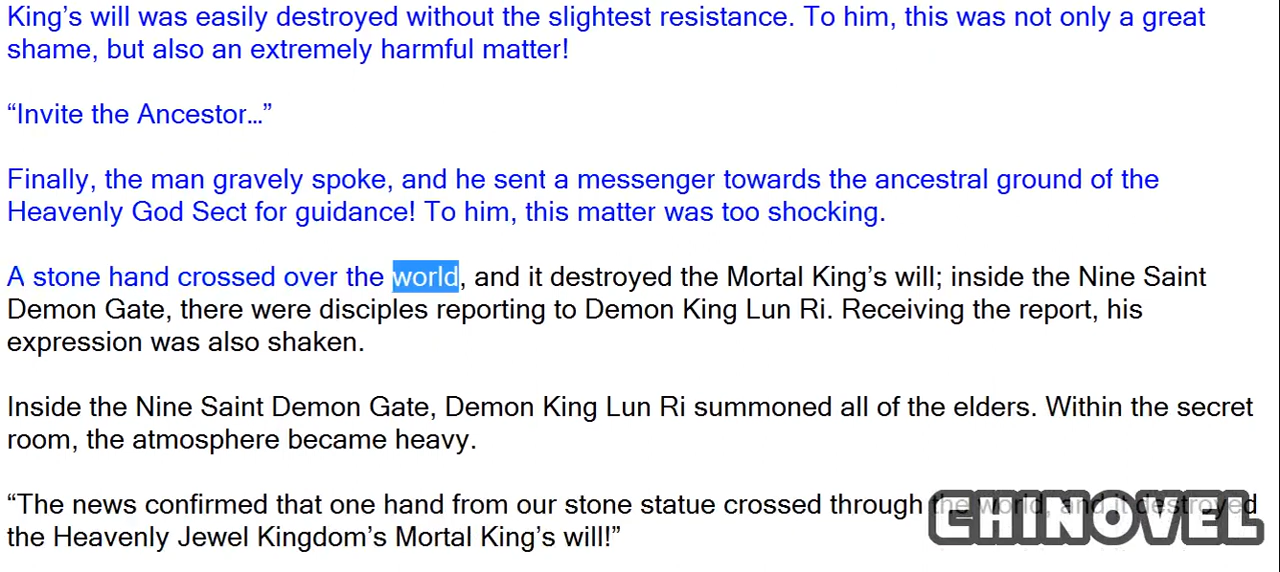 King’s will was easily destroyed without the slightest resistance. To him, this was not only a great
shame, but also an extremely harmful matter!
“Invite the Ancestor…”
Finally, the man gravely spoke, and he sent a messenger towards the ancestral ground of the
Heavenly God Sect for guidance! To him, this matter was too shocking.
A stone hand crossed over the world, and it destroyed the Mortal King’s will; inside the Nine Saint
Demon Gate, there were disciples reporting to Demon King Lun Ri. Receiving the report, his
expression was also shaken.
Inside the Nine Saint Demon Gate, Demon King Lun Ri summoned all of the elders. Within the secret
room, the atmosphere became heavy.
“The news confirmed that one hand from our stone statue crossed through the world, and it destroyed
the Heavenly Jewel Kingdom’s Mortal King’s will!”
CHINOVEL